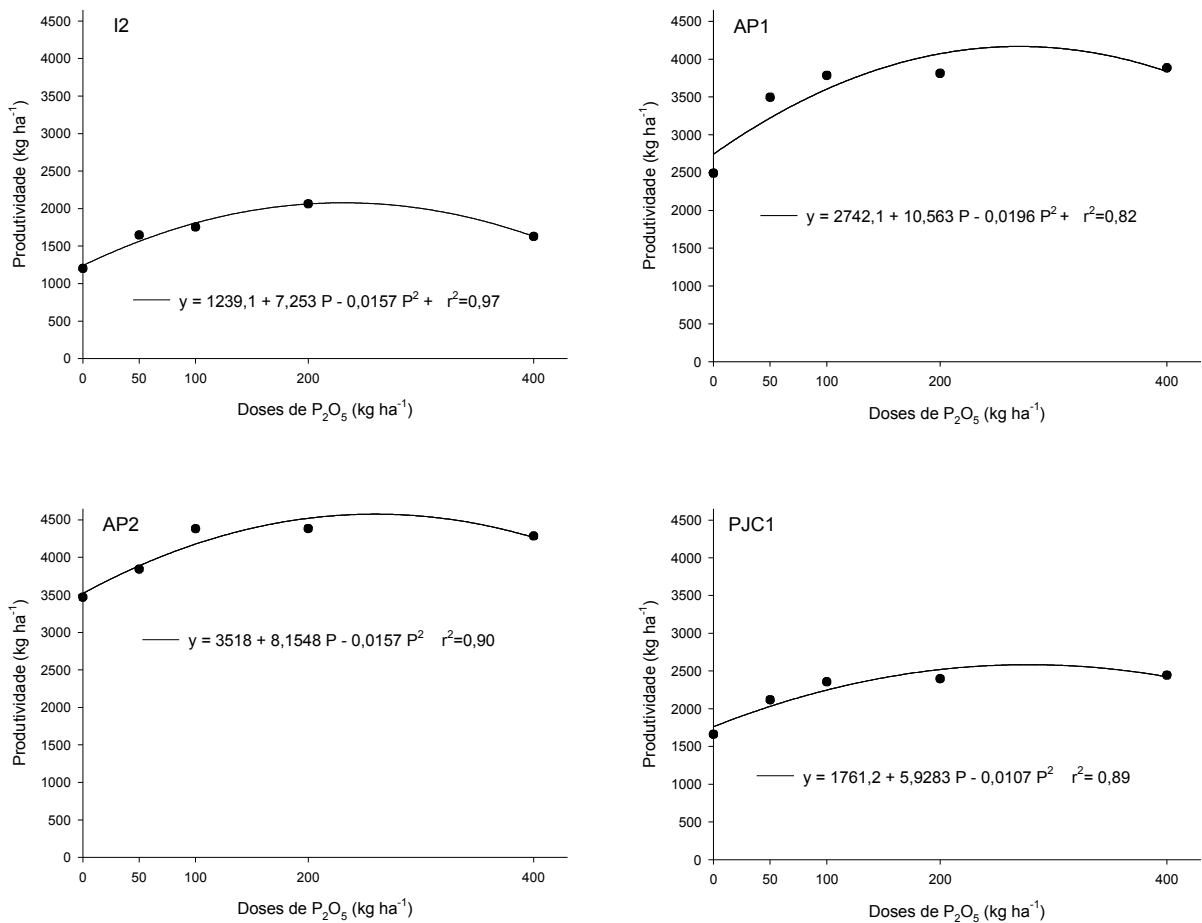 I2
4500
4000
3500
3000
2500
2000
1500
1000
500
0
Produtividade (kg ha⁻¹)
y = 1239,1 + 7,253 P - 0,0157 P² + r²=0,97
0 50 100 200 400
Doses de P₂O₅ (kg ha⁻¹)
AP1
4500
4000
3500
3000
2500
2000
1500
1000
500
0
Produtividade (kg ha⁻¹)
y = 2742,1 + 10,563 P - 0,0196 P² + r²=0,82
0 50 100 200 400
Doses de P₂O₅ (kg ha⁻¹)
AP2
4500
4000
3500
3000
2500
2000
1500
1000
500
0
Produtividade (kg ha⁻¹)
y = 3518 + 8,1548 P - 0,0157 P² r²=0,90
0 50 100 200 400
Doses de P₂O₅ (kg ha⁻¹)
PJC1
4500
4000
3500
3000
2500
2000
1500
1000
500
0
Produtividade (kg ha⁻¹)
y = 1761,2 + 5,9283 P - 0,0107 P² r²= 0,89
0 50 100 200 400
Doses de P₂O₅ (kg ha⁻¹)